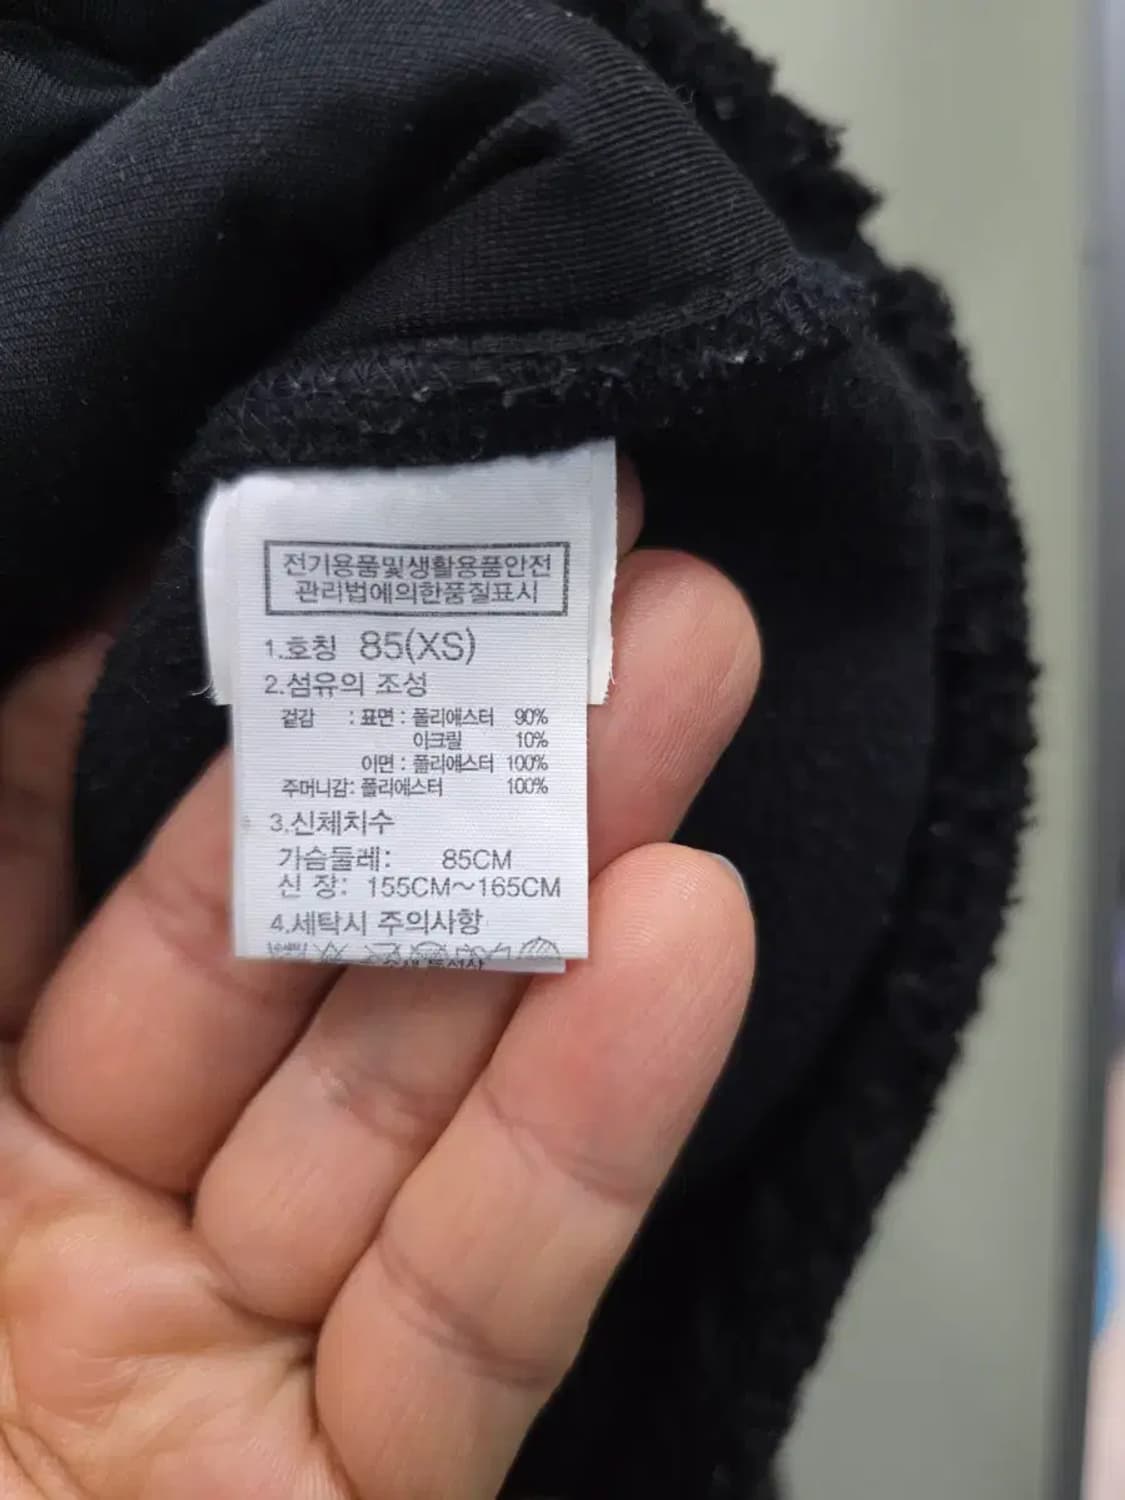 전기용품및생활용품안전
관리법에의한품질표시
1.호칭 85(XS)
2.섬유의 조성
겉감 : 표면 : 폴리에스터 90%
아크릴 10%
이면 : 폴리에스터 100%
주머니감: 폴리에스터 100%
3.신체치수
가슴둘레: 85CM
신 장: 155CM~165CM
4.세탁시 주의사항